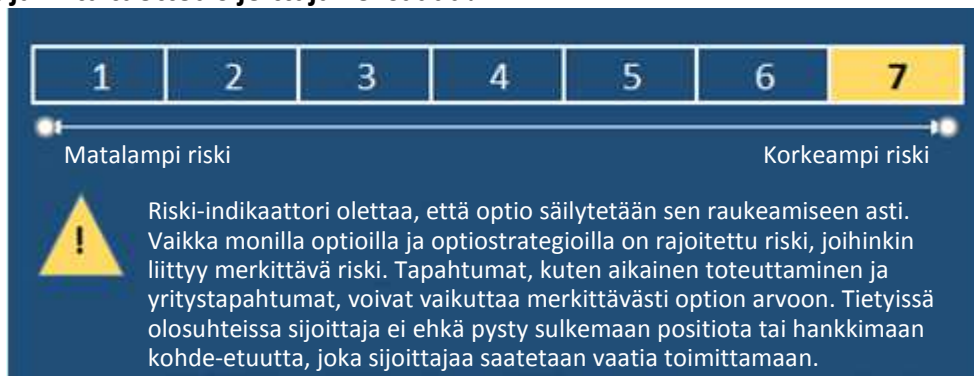 1 2 3 4 5 6 7
Matalampi riski Korkeampi riski
!
Riski-indikaattori olettaa, että optio säilytetään sen raukeamiseen asti.
Vaikka monilla optioilla ja optiostrategioilla on rajoitettu riski, joihinkin
liittyy merkittävä riski. Tapahtumat, kuten aikainen toteuttaminen ja
yritystapahtumat, voivat vaikuttaa merkittävästi option arvoon. Tietyissä
olosuhteissa sijoittaja ei ehkä pysty sulkemaan positiota tai hankkimaan
kohde-etuutta, joka sijoittajaa saatetaan vaatia toimittamaan.